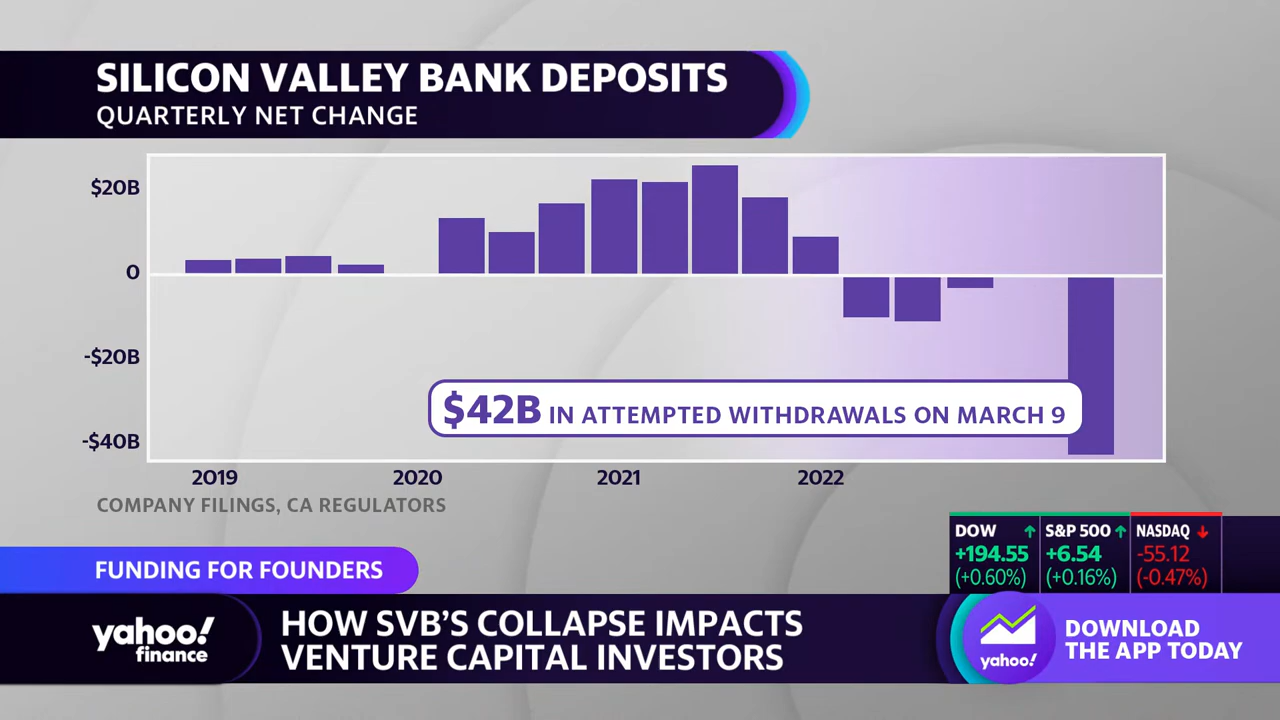 SILICON VALLEY BANK DEPOSITS
QUARTERLY NET CHANGE
$20B
0
-$20B
-$40B
$42B IN ATTEMPTED WITHDRAWALS ON MARCH 9
2019 2020 2021 2022
COMPANY FILINGS, CA REGULATORS
DOW S&P 500 NASDAQ
+194.55 +6.54 -55.12
(+0.60%) (+0.16%) (-0.47%)
FUNDING FOR FOUNDERS
yahoo!
finance
HOW SVB'S COLLAPSE IMPACTS
VENTURE CAPITAL INVESTORS
yahoo!
DOWNLOAD
THE APP TODAY